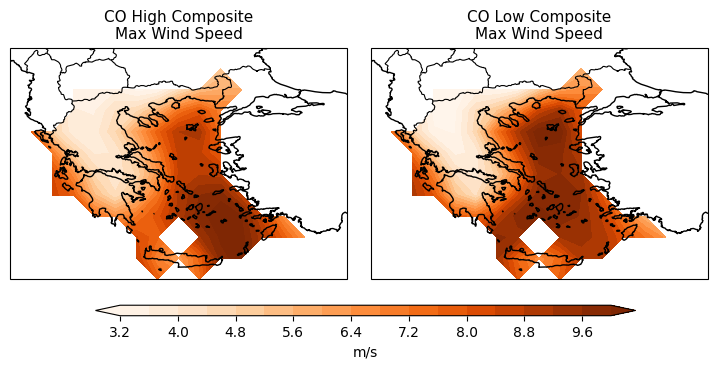 CO High Composite
Max Wind Speed
CO Low Composite
Max Wind Speed
3.2 4.0 4.8 5.6 6.4 7.2 8.0 8.8 9.6
m/s